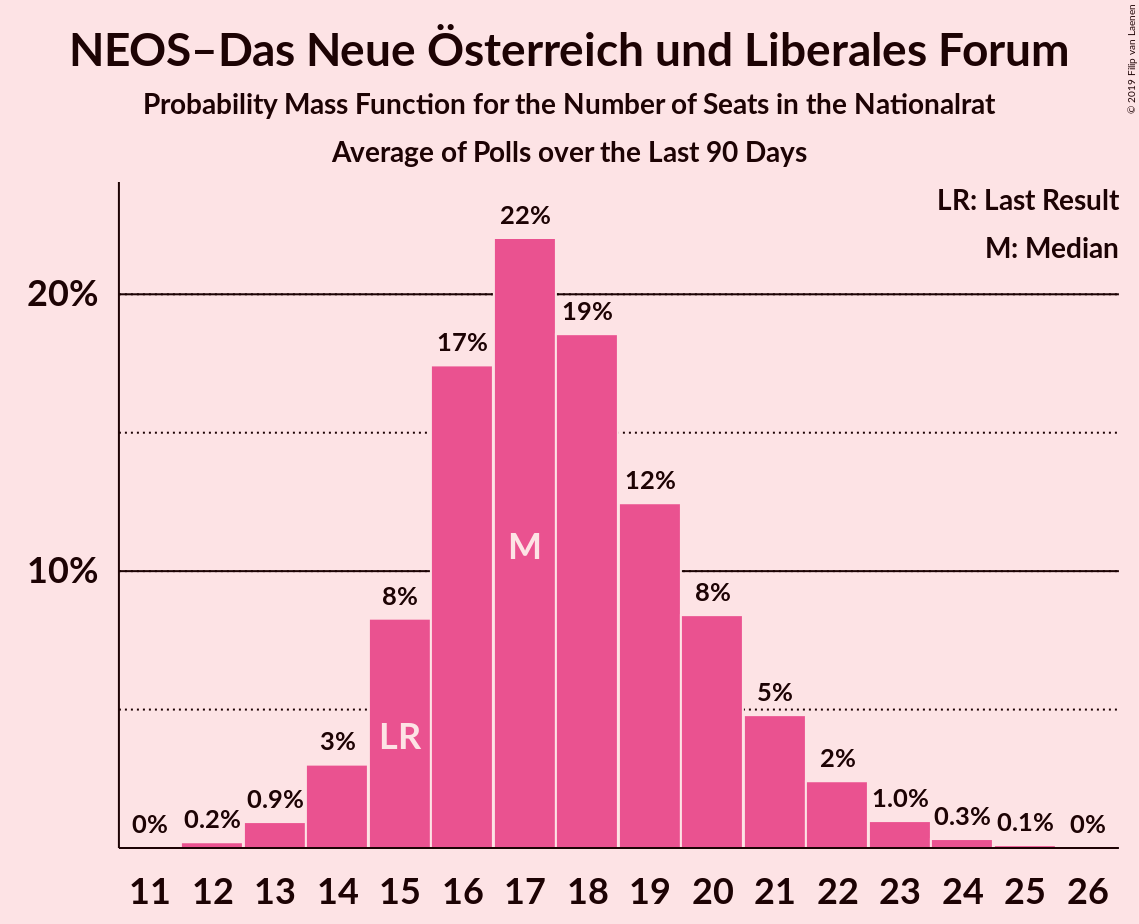 NEOS–Das Neue Österreich und Liberales Forum
Probability Mass Function for the Number of Seats in the Nationalrat
Average of Polls over the Last 90 Days
© 2019 Filip van Laenen
LR: Last Result
M: Median
20%
10%
0%
0.2%
0.9%
3%
8%
17%
22%
19%
12%
8%
5%
2%
1.0%
0.3%
0.1%
0%
LR
M
11 12 13 14 15 16 17 18 19 20 21 22 23 24 25 26